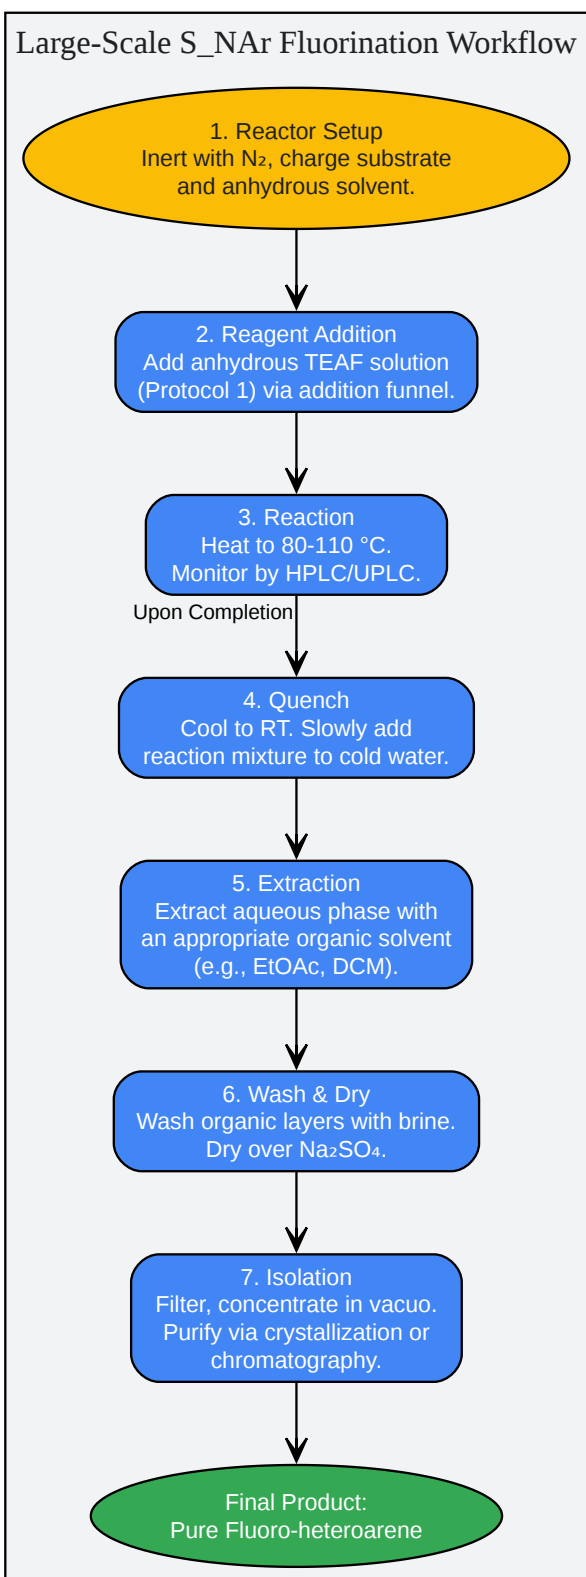 Large-Scale S_NAr Fluorination Workflow
1. Reactor Setup
Inert with N₂, charge substrate
and anhydrous solvent.
2. Reagent Addition
Add anhydrous TEAF solution
(Protocol 1) via addition funnel.
3. Reaction
Heat to 80-110 °C.
Monitor by HPLC/UPLC.
Upon Completion
4. Quench
Cool to RT. Slowly add
reaction mixture to cold water.
5. Extraction
Extract aqueous phase with
an appropriate organic solvent
(e.g., EtOAc, DCM).
6. Wash & Dry
Wash organic layers with brine.
Dry over Na₂SO₄.
7. Isolation
Filter, concentrate in vacuo.
Purify via crystallization or
chromatography.
Final Product:
Pure Fluoro-heteroarene